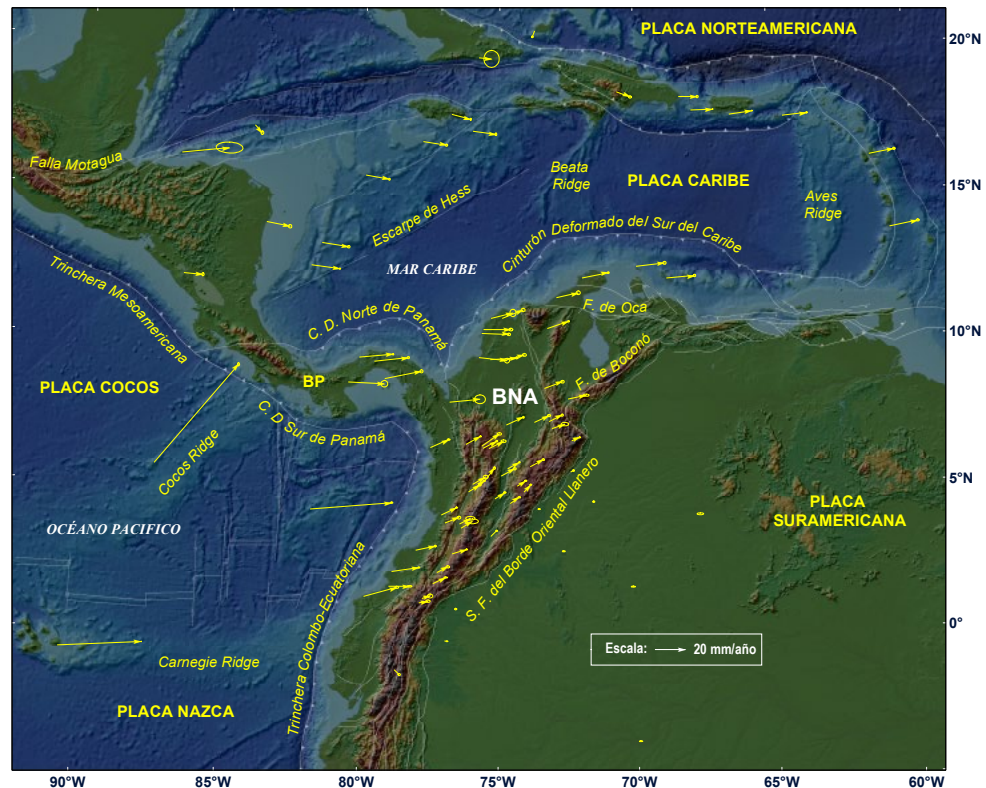 PLACA NORTEAMERICANA
20°N
Falla Motagua
Beata
Ridge
PLACA CARIBE
15°N
Aves
Ridge
Escarpe de Hess
Cinturón Deformado del Sur del Caribe
MAR CARIBE
Trinchera Mesoamericana
C. D. Norte de Panamá
F. de Oca
10°N
PLACA COCOS
BP
BNA
F. de Boconó
C. D Sur de Panamá
Cocos Ridge
5°N
PLACA
SURAMERICANA
OCÉANO PACIFICO
S. F. del Borde Oriental Llanero
Trinchera Colombo-Ecuatoriana
0°
Escala: 20 mm/año
Carnegie Ridge
PLACA NAZCA
90°W 85°W 80°W 75°W 70°W 65°W 60°W